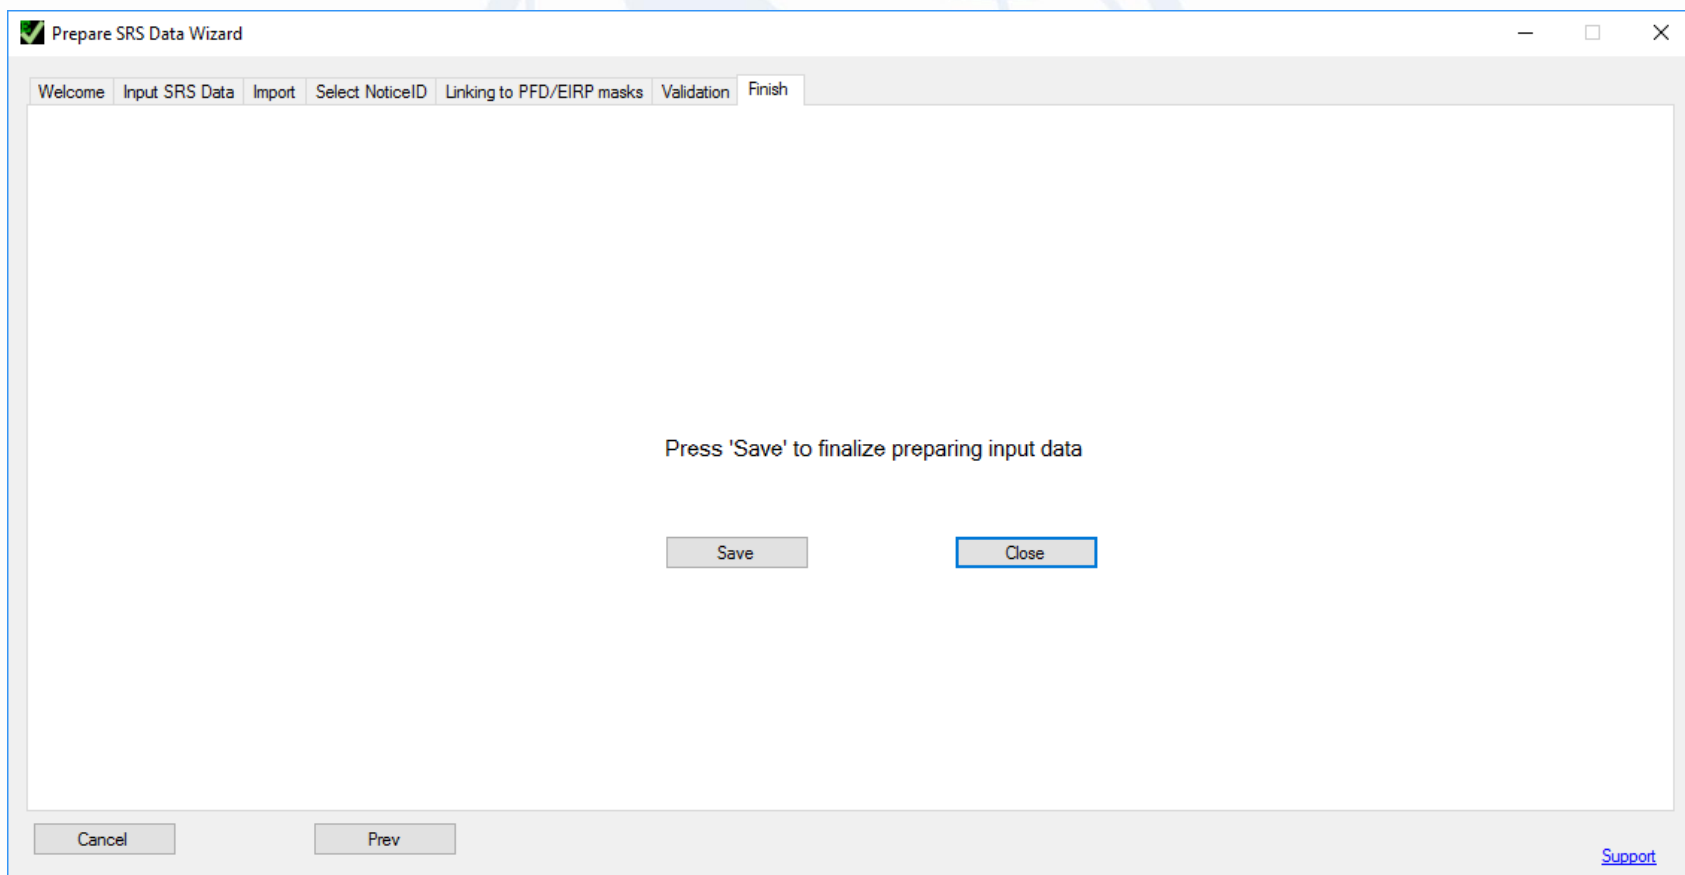 Prepare SRS Data Wizard
Welcome Input SRS Data Import Select NoticeID Linking to PFD/EIRP masks Validation Finish
Press 'Save' to finalize preparing input data
Save Close
Cancel Prev
Support